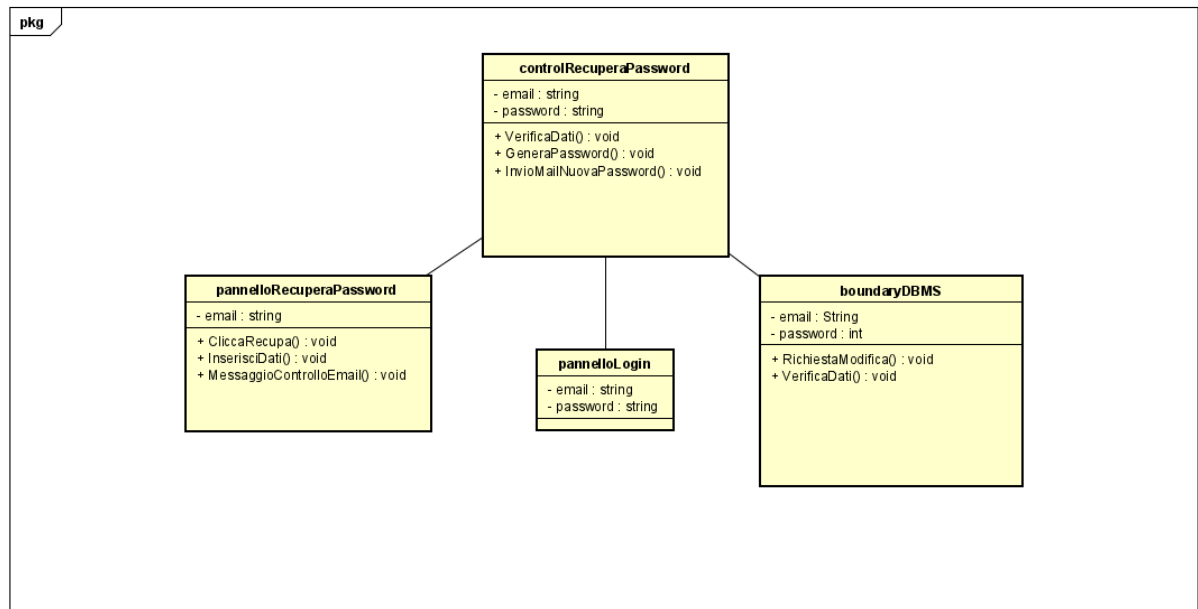 pkg
controlRecuperaPassword
- email : string
- password : string
+ VerificaDati() : void
+ GeneraPassword() : void
+ InvioMailNuovaPassword() : void
pannelloRecuperaPassword
- email : string
+ CliccaRecupa() : void
+ InserisciDati() : void
+ MessaggioControlloEmail() : void
pannelloLogin
- email : string
- password : string
boundaryDBMS
- email : String
- password : int
+ RichiestaModifica() : void
+ VerificaDati() : void